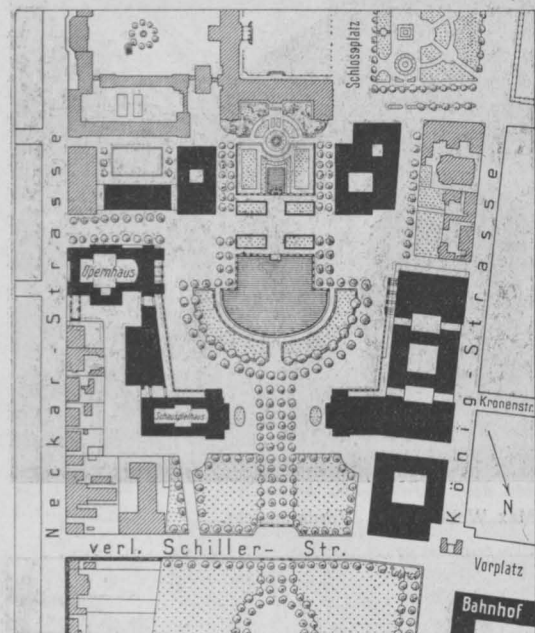 Schlossplatz
Neckar-Strasse
Opernhaus
Schauspielhaus
König-Strasse
Kronenstr.
N
verl. Schiller-Str.
Vorplatz
Bahnhof